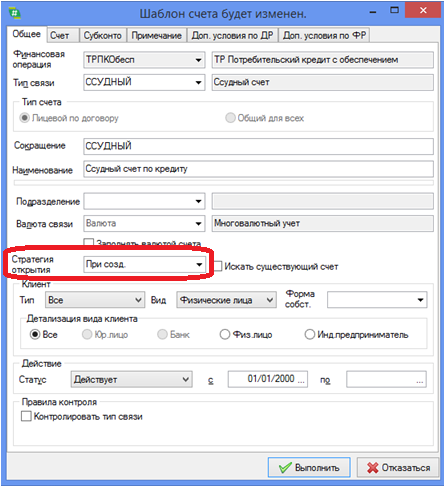 Шаблон счета будет изменен.
Общее Счет Субконто Примечание Доп. условия по ДР Доп. условия по ФР
Финансовая операция ТРПКОбесп ТР Потребительский кредит с обеспечением
Тип связи ССУДНЫЙ Ссудный счет
Тип счета
Лицевой по договору Общий для всех
Сокращение ССУДНЫЙ
Наименование Ссудный счет по кредиту
Подразделение
Валюта связи Валюта Многовалютный учет
Заполнять валютой счета
Стратегия открытия При созд. Искать существующий счет
Клиент
Тип Все Вид Физические лица Форма собст.
Детализация вида клиента
Все Юр.лицо Банк Физ.лицо Инд.предприниматель
Действие
Статус Действует с 01/01/2000 ... по ...
Правила контроля
Контролировать тип связи
Выполнить Отказаться